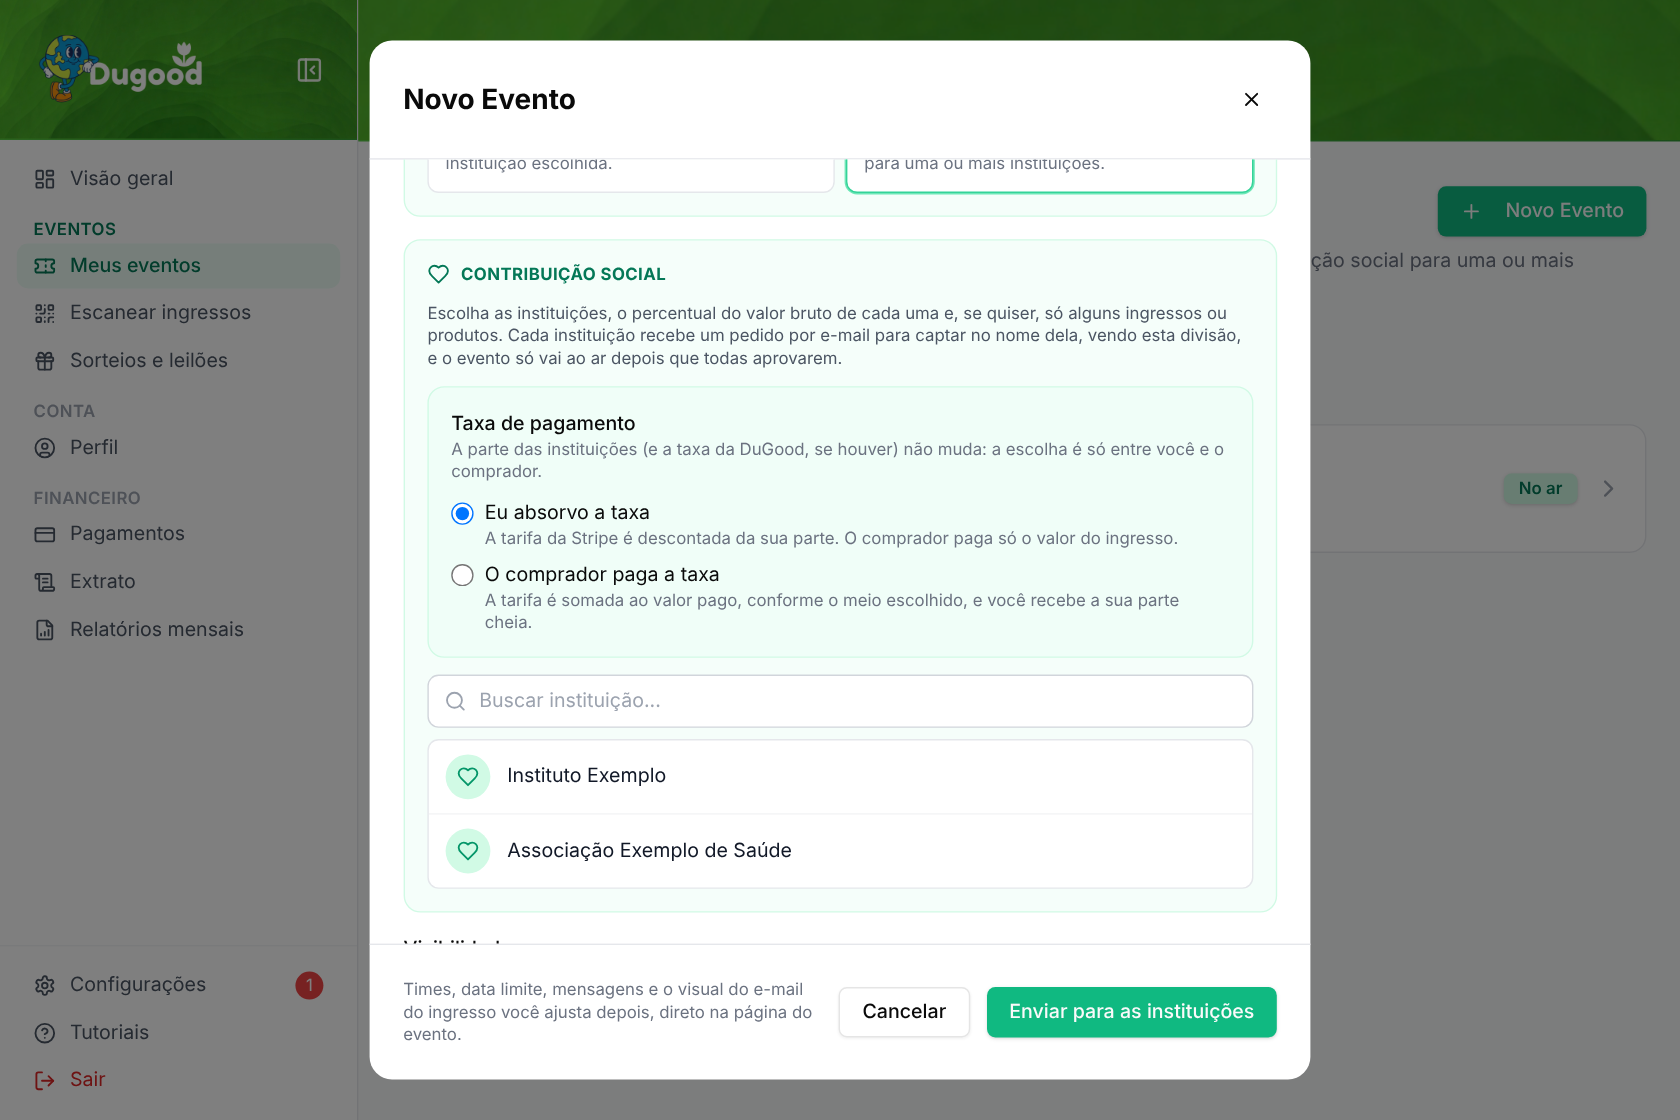 Dugood
Visão geral
EVENTOS
Meus eventos
Escanear ingressos
Sorteios e leilões
CONTA
Perfil
FINANCEIRO
Pagamentos
Extrato
Relatórios mensais
Configurações
1
Tutoriais
Sair
Novo Evento
ção social para uma ou mais
No ar
Novo Evento
instituição escolhida.
para uma ou mais instituições.
CONTRIBUIÇÃO SOCIAL
Escolha as instituições, o percentual do valor bruto de cada uma e, se quiser, só alguns ingressos ou
produtos. Cada instituição recebe um pedido por e-mail para captar no nome dela, vendo esta divisão,
e o evento só vai ao ar depois que todas aprovarem.
Taxa de pagamento
A parte das instituições (e a taxa da DuGood, se houver) não muda: a escolha é só entre você e o
comprador.
Eu absorvo a taxa
A tarifa da Stripe é descontada da sua parte. O comprador paga só o valor do ingresso.
O comprador paga a taxa
A tarifa é somada ao valor pago, conforme o meio escolhido, e você recebe a sua parte
cheia.
Buscar instituição...
Instituto Exemplo
Associação Exemplo de Saúde
Times, data limite, mensagens e o visual do e-mail
do ingresso você ajusta depois, direto na página do
evento.
Cancelar
Enviar para as instituições